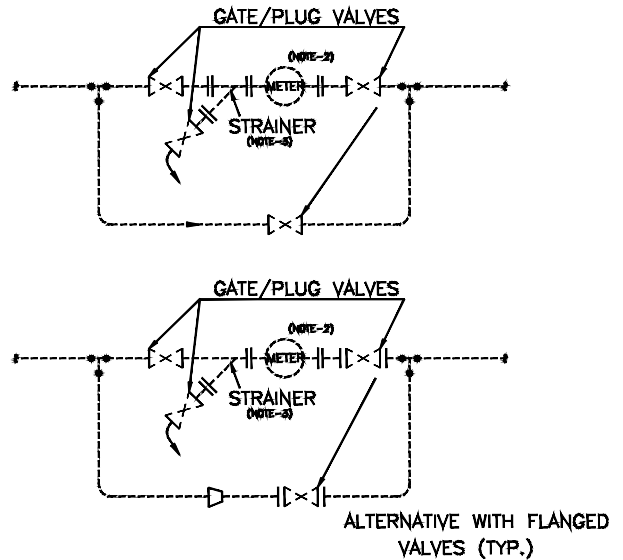 GATE/PLUG VALVES
(NOTE-2)
METER
STRAINER
(NOTE-3)
GATE/PLUG VALVES
(NOTE-2)
METER
STRAINER
(NOTE-3)
ALTERNATIVE WITH FLANGED
VALVES (TYP.)